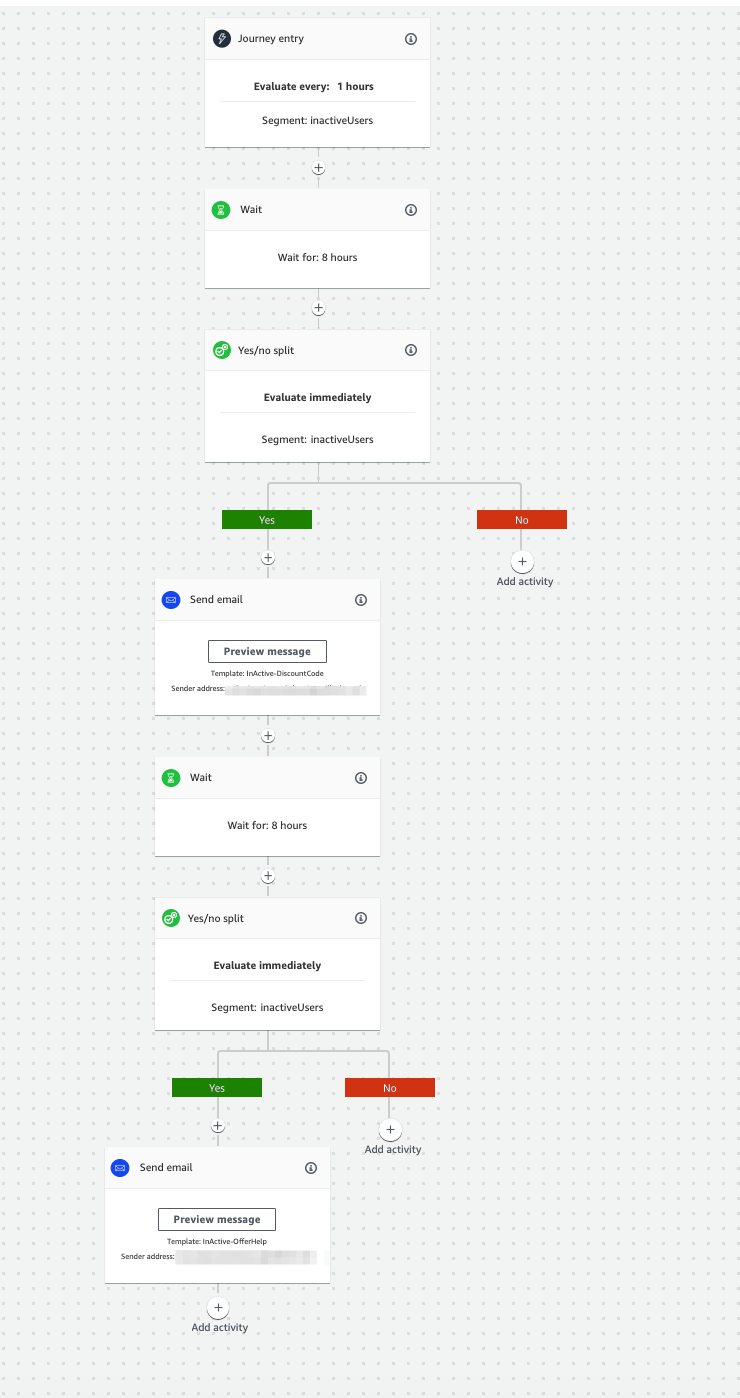 Journey entry
Evaluate every: 1 hours
Segment: inactiveUsers
Wait
Wait for: 8 hours
Yes/no split
Evaluate immediately
Segment: inactiveUsers
Yes
No
Add activity
Send email
Preview message
Template: InActive-DiscountCode
Sender address:
Wait
Wait for: 8 hours
Yes/no split
Evaluate immediately
Segment: inactiveUsers
Yes
No
Add activity
Send email
Preview message
Template: InActive-OfferHelp
Sender address:
Add activity